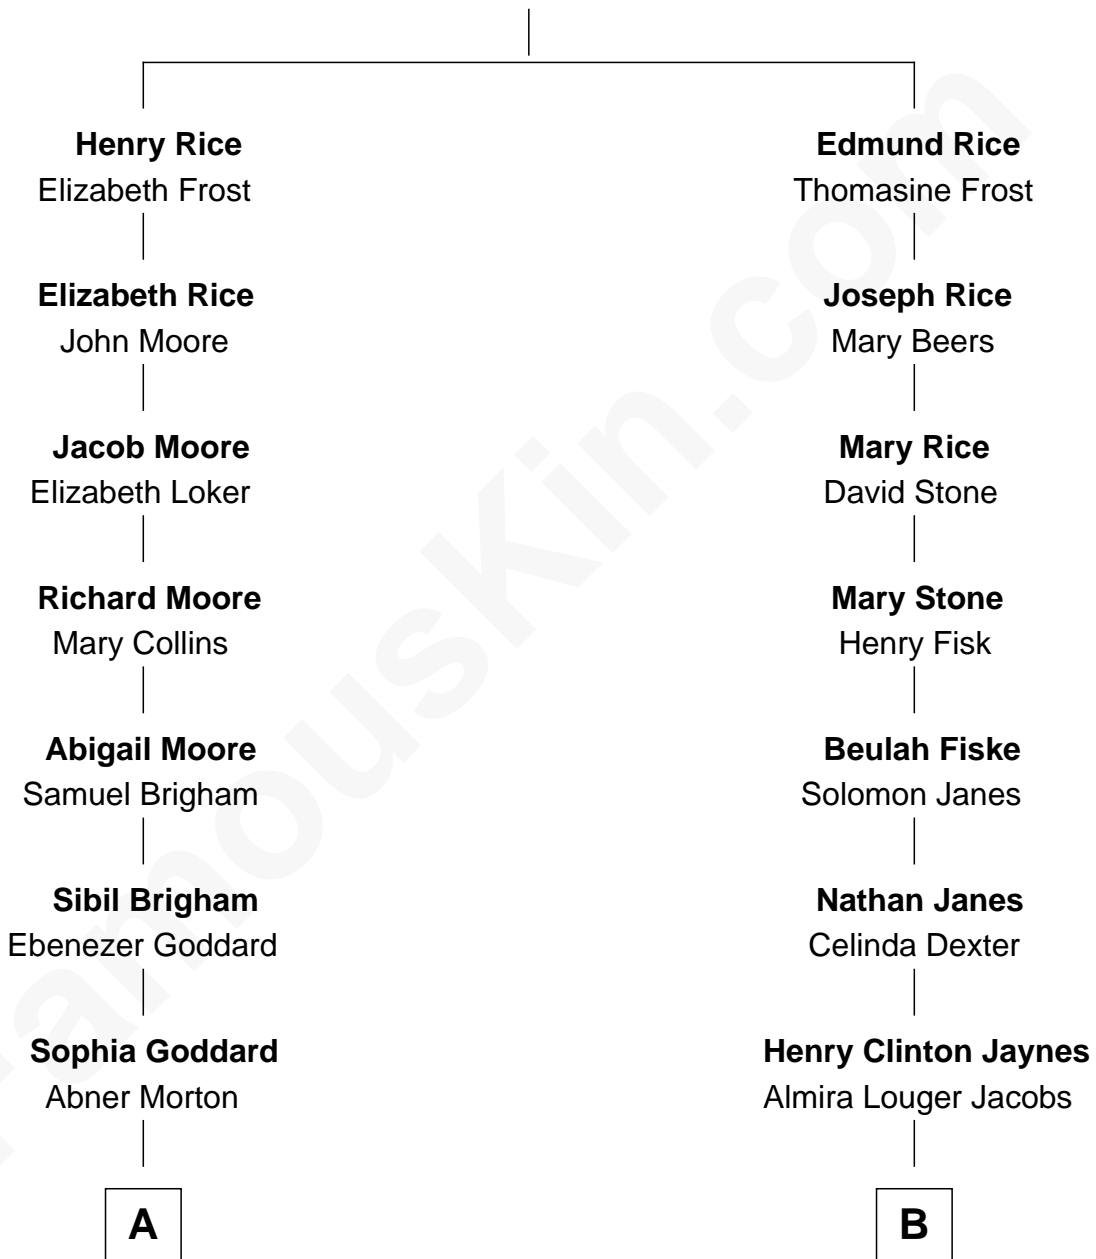 Henry Rice
Elizabeth Frost
Elizabeth Rice
John Moore
Jacob Moore
Elizabeth Loker
Richard Moore
Mary Collins
Abigail Moore
Samuel Brigham
Sibil Brigham
Ebenezer Goddard
Sophia Goddard
Abner Morton
A
Edmund Rice
Thomasine Frost
Joseph Rice
Mary Beers
Mary Rice
David Stone
Mary Stone
Henry Fisk
Beulah Fiske
Solomon Janes
Nathan Janes
Celinda Dexter
Henry Clinton Jaynes
Almira Louger Jacobs
B
FamousKin.com